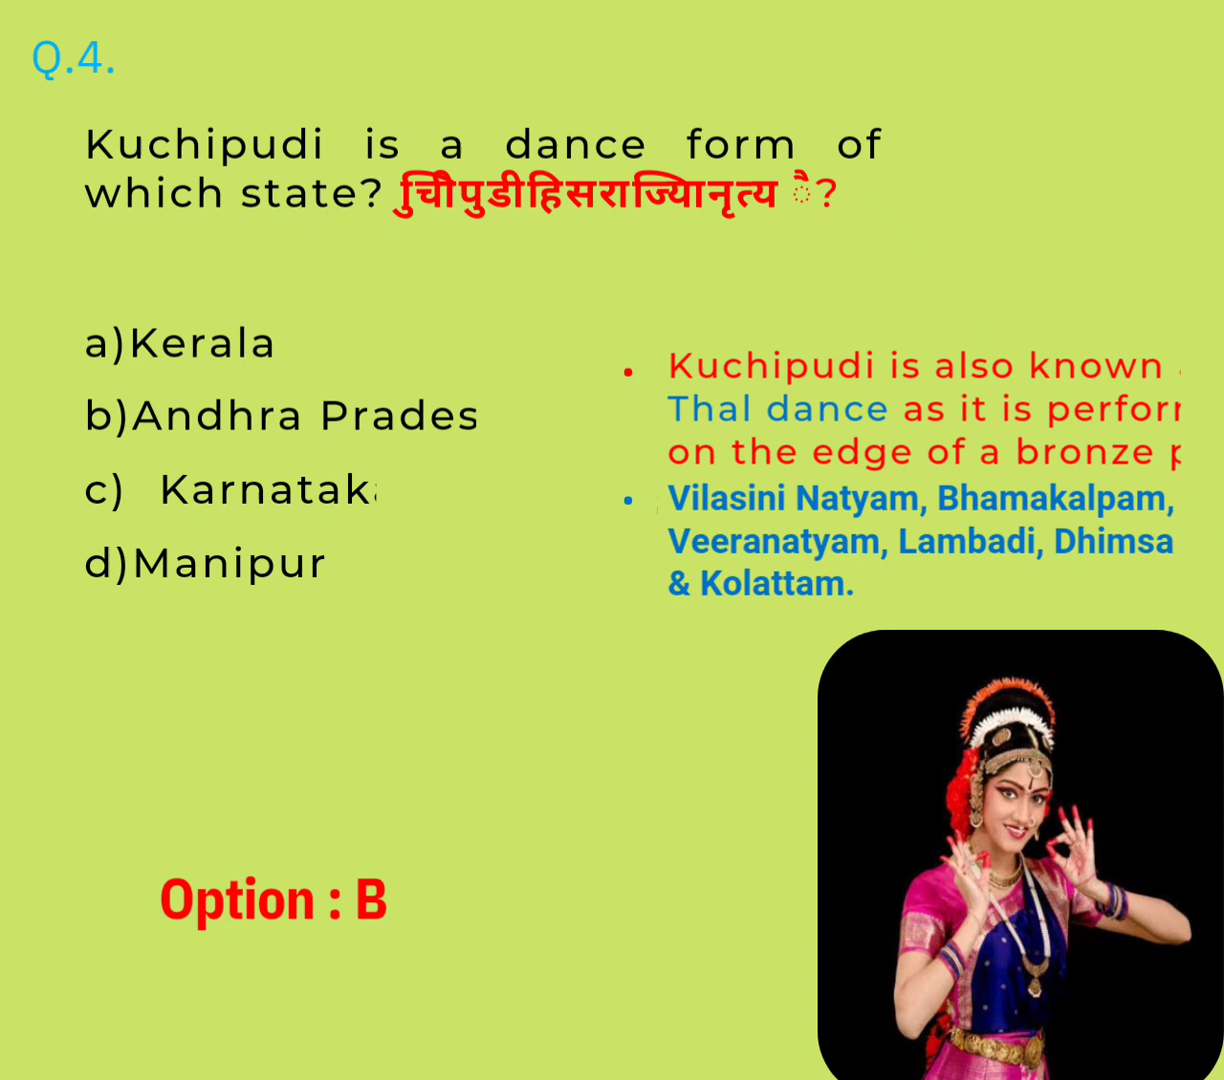 Q.4.
Kuchipudi is a dance form of
which state? ?
a)Kerala
b)Andhra Prades
c) Karnatak
d)Manipur
Kuchipudi is also known
Thal dance as it is perfor
on the edge of a bronze
Vilasini Natyam, Bhamakalpam,
Veeranatyam, Lambadi, Dhimsa
& Kolattam.
Option : B